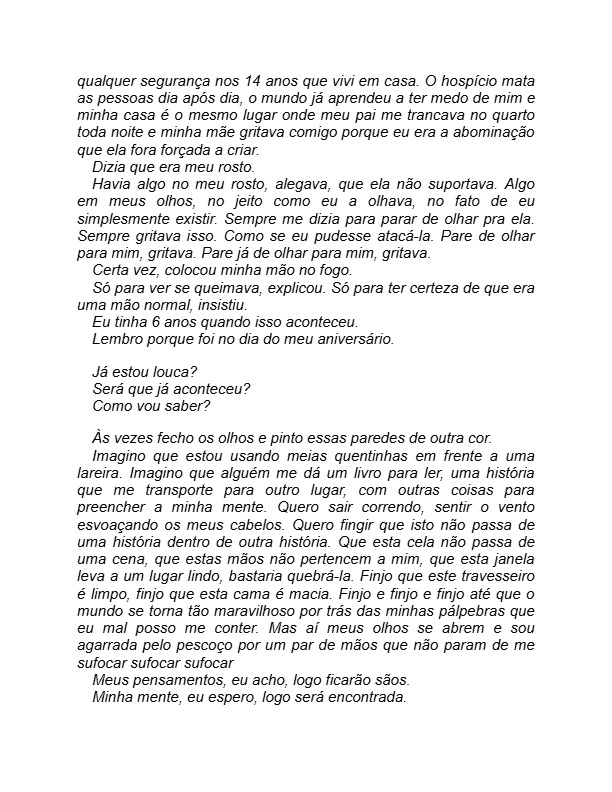 qualquer segurança nos 14 anos que vivi em casa. O hospício mata
as pessoas dia após dia, o mundo já aprendeu a ter medo de mim e
minha casa é o mesmo lugar onde meu pai me trancava no quarto
toda noite e minha mãe gritava comigo porque eu era a abominação
que ela fora forçada a criar.
Dizia que era meu rosto.
Havia algo no meu rosto, alegava, que ela não suportava. Algo
em meus olhos, no jeito como eu a olhava, no fato de eu
simplesmente existir. Sempre me dizia para parar de olhar pra ela.
Sempre gritava isso. Como se eu pudesse atacá-la. Pare de olhar
para mim, gritava. Pare já de olhar para mim, gritava.
Certa vez, colocou minha mão no fogo.
Só para ver se queimava, explicou. Só para ter certeza de que era
uma mão normal, insistiu.
Eu tinha 6 anos quando isso aconteceu.
Lembro porque foi no dia do meu aniversário.
Já estou louca?
Será que já aconteceu?
Como vou saber?
Às vezes fecho os olhos e pinto essas paredes de outra cor.
Imagino que estou usando meias quentinhas em frente a uma
lareira. Imagino que alguém me dá um livro para ler, uma história
que me transporte para outro lugar, com outras coisas para
preencher a minha mente. Quero sair correndo, sentir o vento
esvoaçando os meus cabelos. Quero fingir que isto não passa de
uma história dentro de outra história. Que esta cela não passa de
uma cena, que estas mãos não pertencem a mim, que esta janela
leva a um lugar lindo, bastaria quebrá-la. Finjo que este travesseiro
é limpo, finjo que esta cama é macia. Finjo e finjo e finjo até que o
mundo se torna tão maravilhoso por trás das minhas pálpebras que
eu mal posso me conter. Mas aí meus olhos se abrem e sou
agarrada pelo pescoço por um par de mãos que não param de me
sufocar sufocar sufocar
Meus pensamentos, eu acho, logo ficarão sãos.
Minha mente, eu espero, logo será encontrada.